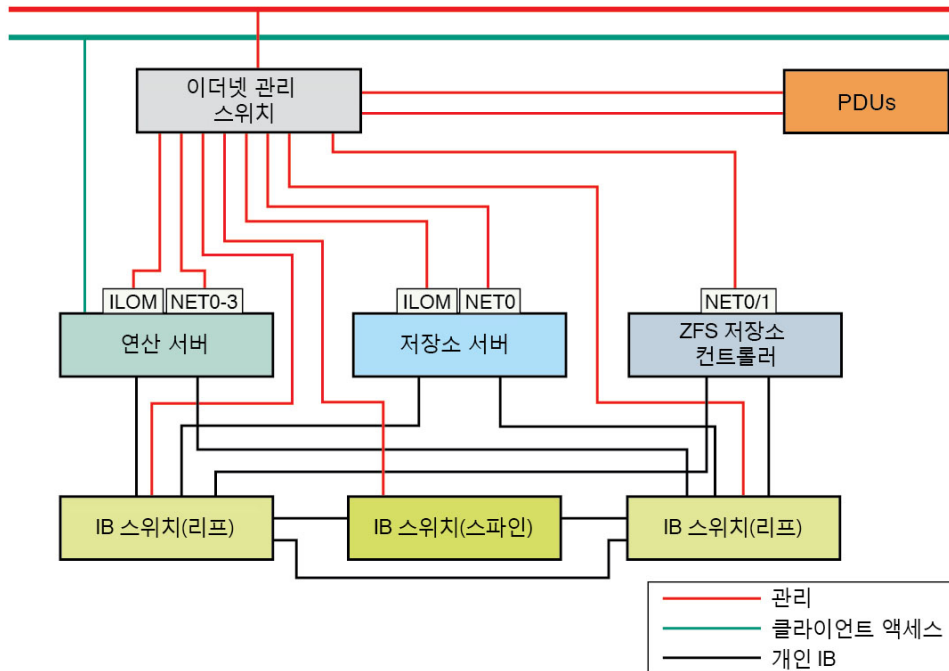 이더넷 관리
스위치
PDUs
ILOM
NET0-3
ILOM
NET0
NET0/1
연산 서버
저장소 서버
ZFS 저장소
컨트롤러
IB 스위치(리프)
IB 스위치(스파인)
IB 스위치(리프)
관리
클라이언트 액세스
개인 IB